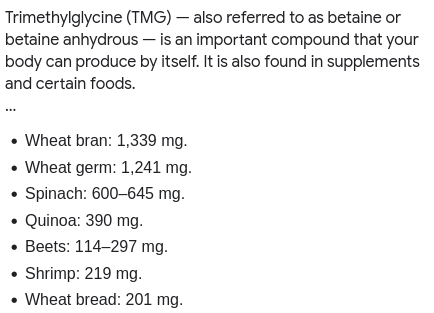 Trimethylglycine (TMG) — also referred to as betaine or
betaine anhydrous — is an important compound that your
body can produce by itself. It is also found in supplements
and certain foods.
...
• Wheat bran: 1,339 mg.
• Wheat germ: 1,241 mg.
• Spinach: 600–645 mg.
• Quinoa: 390 mg.
• Beets: 114–297 mg.
• Shrimp: 219 mg.
• Wheat bread: 201 mg.